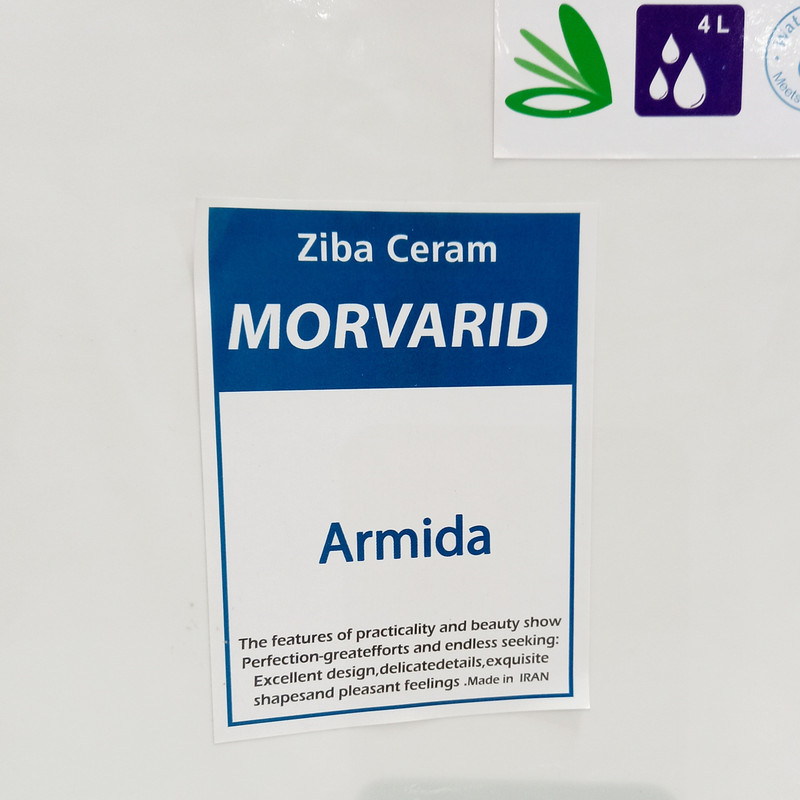 4 L
Meets
Ziba Ceram
MORVARID
Armida
The features of practicality and beauty show
Perfection-greatefforts and endless seeking:
Excellent design,delicatedetails,exquisite
shapesand pleasant feelings .Made in IRAN